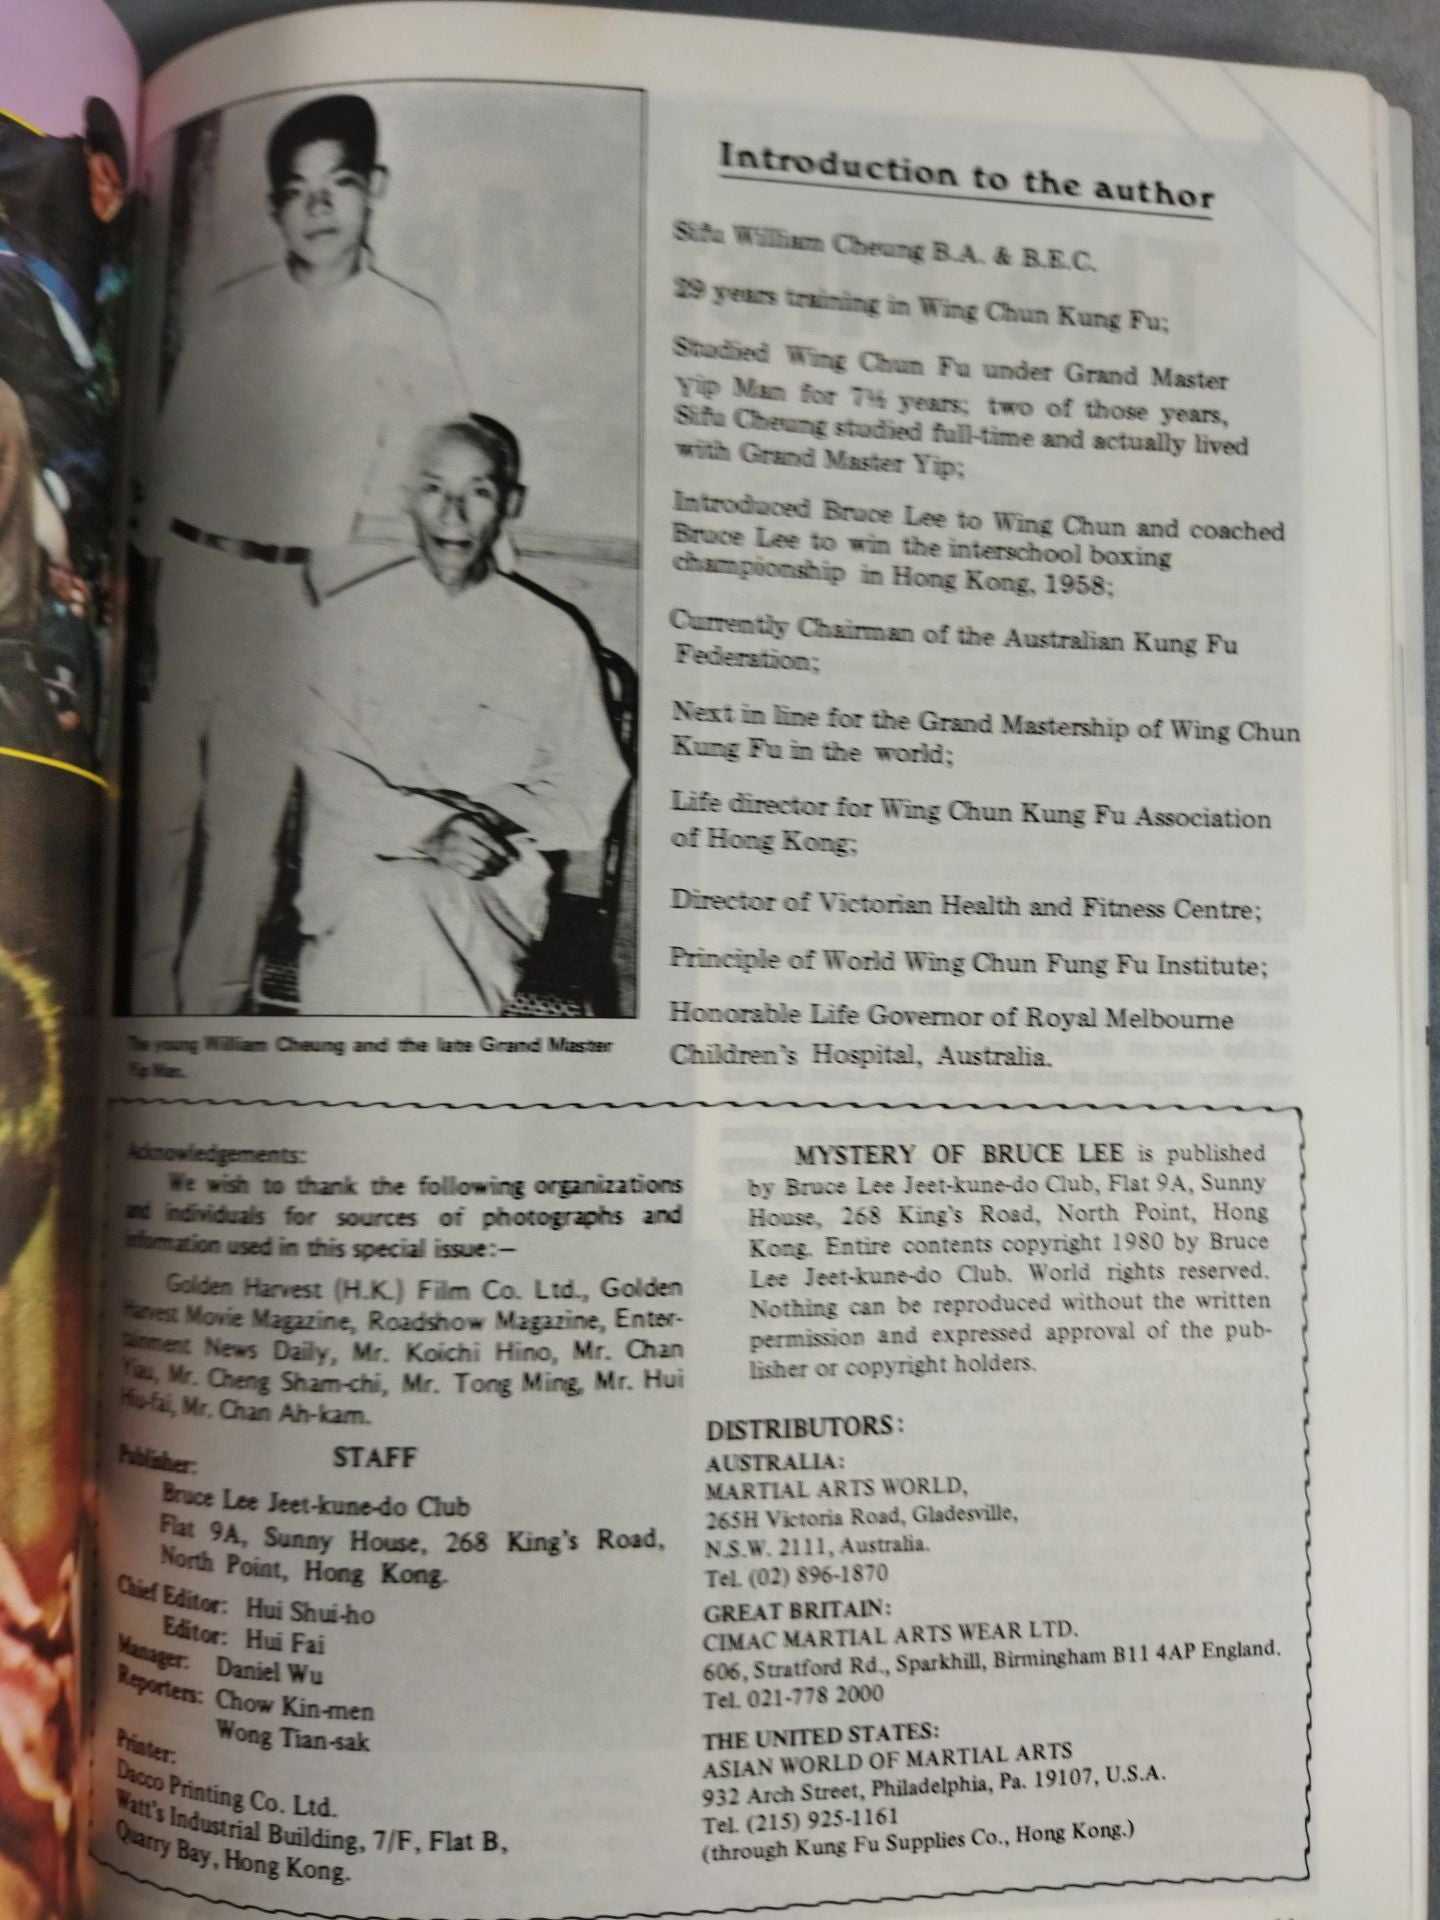 Introduction to the author
Sifu William Cheung B.A. & B.E.C.
29 years training in Wing Chun Kung Fu;
Studied Wing Chun Fu under Grand Master
Yip Man for 7½ years; two of those years,
Sifu Cheung studied full-time and actually lived
with Grand Master Yip;
Introduced Bruce Lee to Wing Chun and coached
Bruce Lee to win the interschool boxing
championship in Hong Kong, 1958;
Currently Chairman of the Australian Kung Fu
Federation;
Next in line for the Grand Mastership of Wing Chun
Kung Fu in the world;
Life director for Wing Chun Kung Fu Association
of Hong Kong;
Director of Victorian Health and Fitness Centre;
Principle of World Wing Chun Fung Fu Institute;
Honorable Life Governor of Royal Melbourne
Children's Hospital, Australia.
The young William Cheung and the late Grand Master
Yip Man.
Acknowledgements:
We wish to thank the following organizations
and individuals for sources of photographs and
information used in this special issue:—
Golden Harvest (H.K.) Film Co. Ltd., Golden
Harvest Movie Magazine, Roadshow Magazine, Enter-
tainment News Daily, Mr. Koichi Hino, Mr. Chan
Yiau, Mr. Cheng Sham-chi, Mr. Tong Ming, Mr. Hui
Hiu-fai, Mr. Chan Ah-kam.
STAFF
Publisher:
Bruce Lee Jeet-kune-do Club
Flat 9A, Sunny House, 268 King's Road,
North Point, Hong Kong.
Chief Editor: Hui Shui-ho
Editor: Hui Fai
Manager: Daniel Wu
Reporters: Chow Kin-men
Wong Tian-sak
Printer:
Dacco Printing Co. Ltd.
Watt's Industrial Building, 7/F, Flat B,
Quarry Bay, Hong Kong.
MYSTERY OF BRUCE LEE is published
by Bruce Lee Jeet-kune-do Club, Flat 9A, Sunny
House, 268 King's Road, North Point, Hong
Kong. Entire contents copyright 1980 by Bruce
Lee Jeet-kune-do Club. World rights reserved.
Nothing can be reproduced without the written
permission and expressed approval of the pub-
lisher or copyright holders.
DISTRIBUTORS:
AUSTRALIA:
MARTIAL ARTS WORLD,
265H Victoria Road, Gladesville,
N.S.W. 2111, Australia.
Tel. (02) 896-1870
GREAT BRITAIN:
CIMAC MARTIAL ARTS WEAR LTD.
606, Stratford Rd., Sparkhill, Birmingham B11 4AP England.
Tel. 021-778 2000
THE UNITED STATES:
ASIAN WORLD OF MARTIAL ARTS
932 Arch Street, Philadelphia, Pa. 19107, U.S.A.
Tel. (215) 925-1161
(through Kung Fu Supplies Co., Hong Kong.)